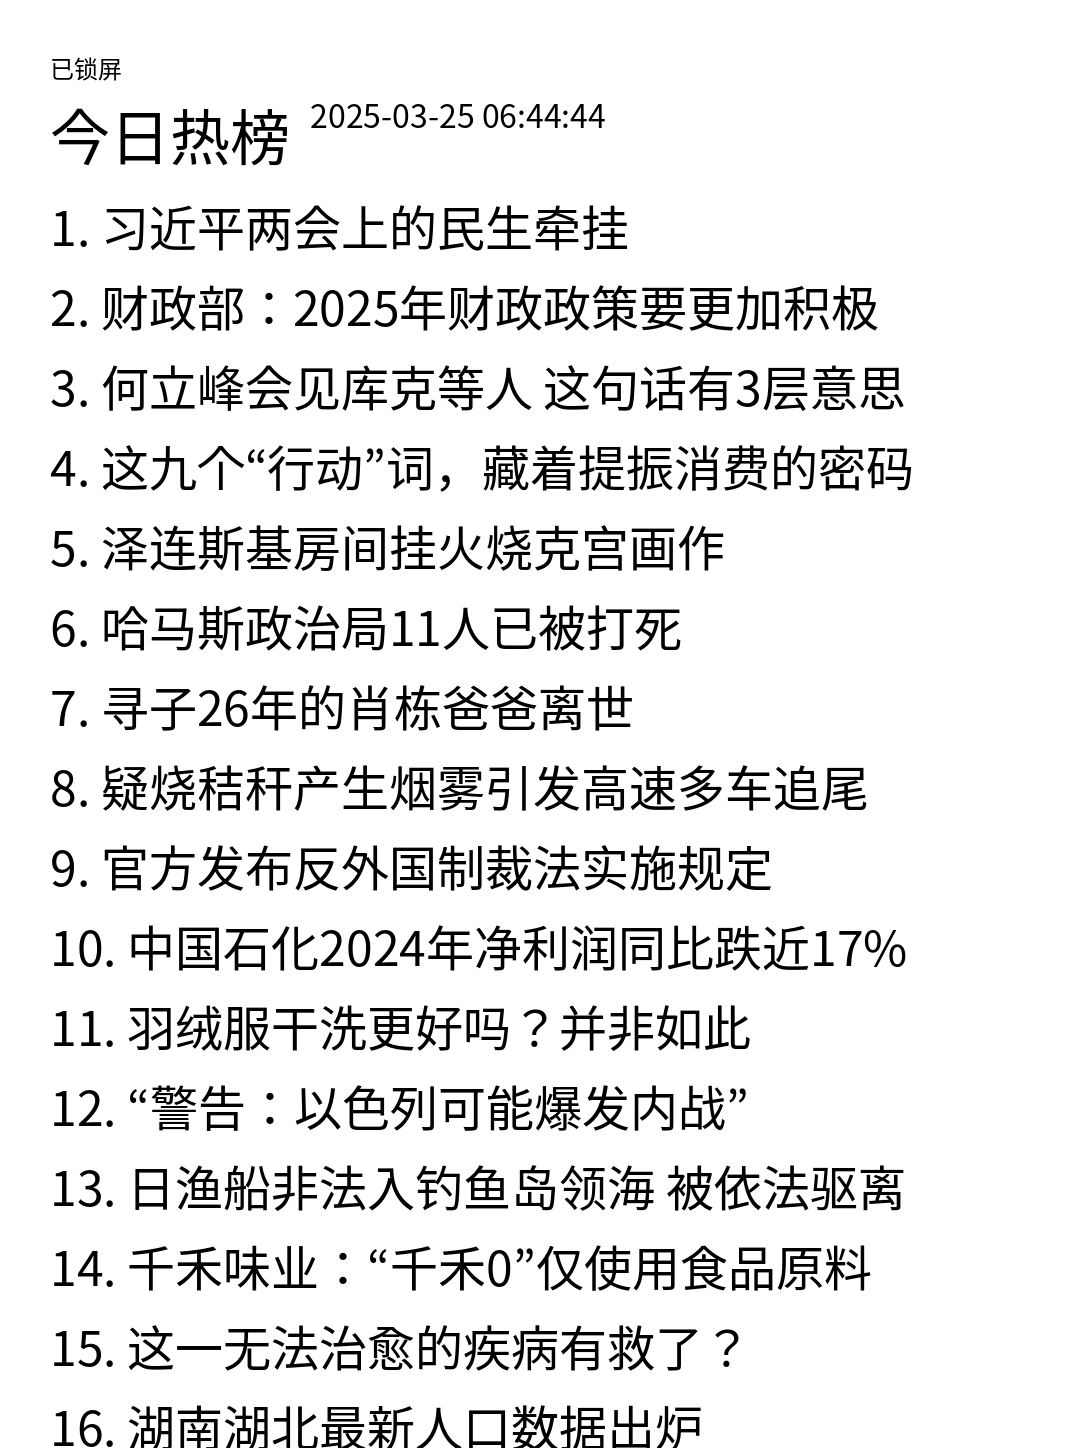 已锁屏
今日热榜 2025-03-25 06:44:44
1. 习近平两会上的民生牵挂
2. 财政部：2025年财政政策要更加积极
3. 何立峰会见库克等人 这句话有3层意思
4. 这九个“行动”词，藏着提振消费的密码
5. 泽连斯基房间挂火烧克宫画作
6. 哈马斯政治局11人已被打死
7. 寻子26年的肖栋爸爸离世
8. 疑烧秸秆产生烟雾引发高速多车追尾
9. 官方发布反外国制裁法实施规定
10. 中国石化2024年净利润同比跌近17%
11. 羽绒服干洗更好吗？并非如此
12. “警告：以色列可能爆发内战”
13. 日渔船非法入钓鱼岛领海 被依法驱离
14. 千禾味业：“千禾0”仅使用食品原料
15. 这一无法治愈的疾病有救了？
16. 湖南湖北最新人口数据出炉